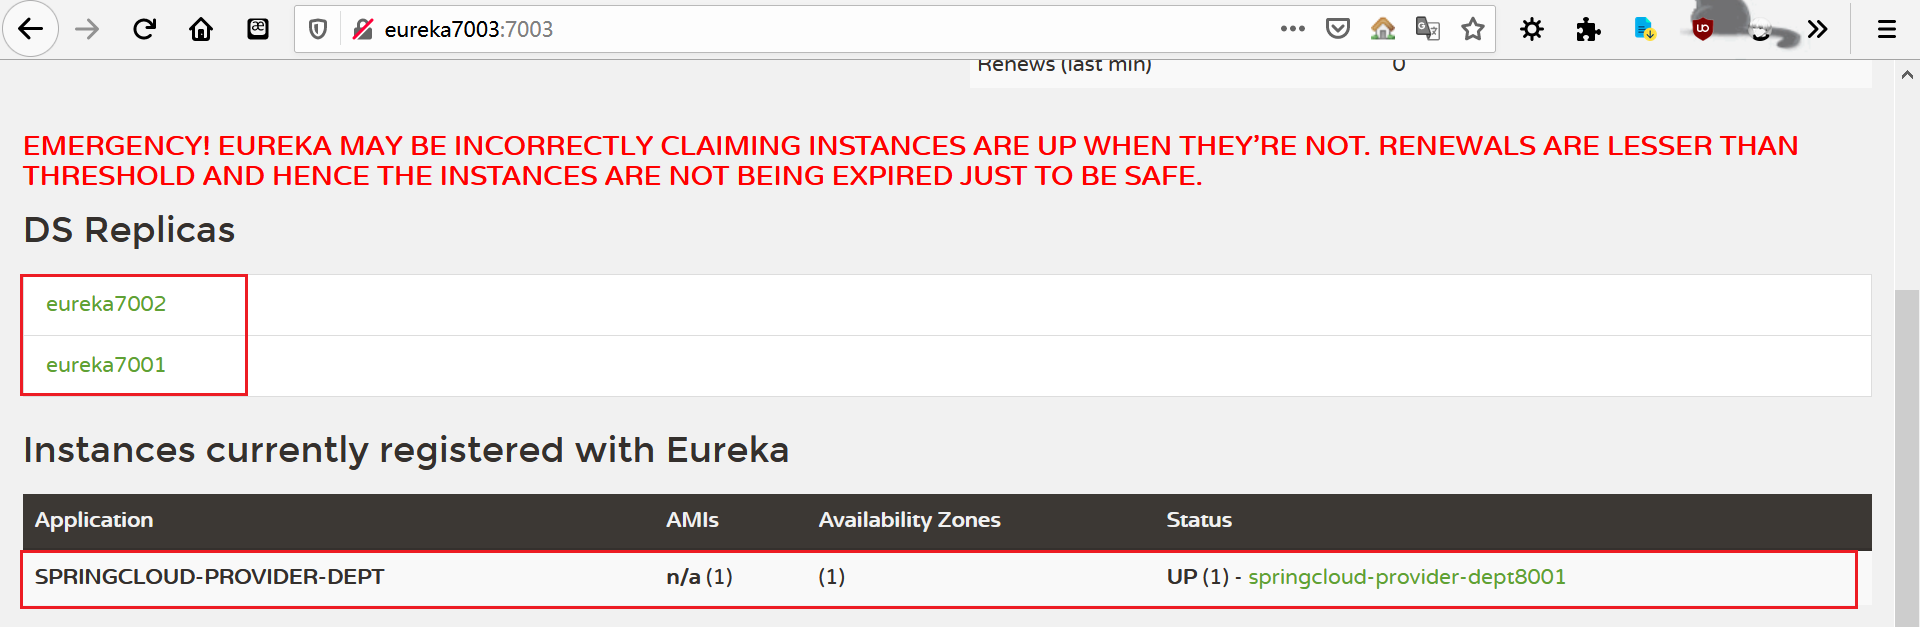 eureka7003:7003
Renews (last min) 0
EMERGENCY! EUREKA MAY BE INCORRECTLY CLAIMING INSTANCES ARE UP WHEN THEY'RE NOT. RENEWALS ARE LESSER THAN
THRESHOLD AND HENCE THE INSTANCES ARE NOT BEING EXPIRED JUST TO BE SAFE.
DS Replicas
eureka7002
eureka7001
Instances currently registered with Eureka
Application AMIs Availability Zones Status
SPRINGCLOUD-PROVIDER-DEPT n/a (1) (1) UP (1) - springcloud-provider-dept8001